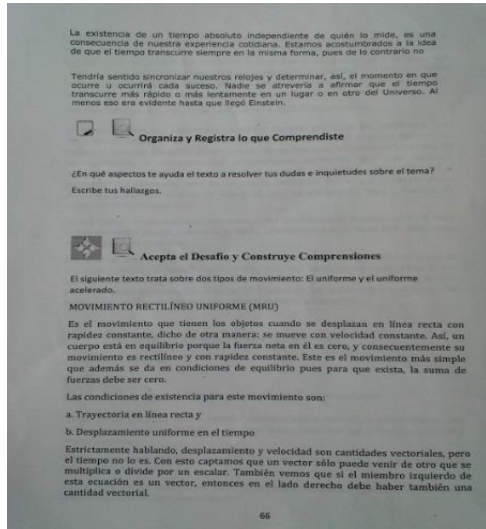 La existencia de un tiempo absoluto independiente de quién lo mide, es una
consecuencia de nuestra experiencia cotidiana. Estamos acostumbrados a la idea
de que el tiempo transcurre siempre en la misma forma, pues de lo contrario no
Tendría sentido sincronizar nuestros relojes y determinar, así, el momento en que
ocurre u ocurrirá cada suceso. Nadie se atrevería a afirmar que el tiempo
transcurre más rápido o más lentamente en un lugar o en otro del Universo. Al
menos eso era evidente hasta que llegó Einstein.
Organiza y Registra lo que Comprendiste
¿En qué aspectos te ayuda el texto a resolver tus dudas e inquietudes sobre el tema?
Escribe tus hallazgos.
Acepta el Desafío y Construye Comprensiones
El siguiente texto trata sobre dos tipos de movimiento: El uniforme y el uniforme
acelerado.
MOVIMIENTO RECTILÍNEO UNIFORME (MRU)
Es el movimiento que tienen los objetos cuando se desplazan en línea recta con
rapidez constante, dicho de otra manera: se mueve con velocidad constante. Así, un
cuerpo está en equilibrio porque la fuerza neta en él es cero, y consecuentemente su
movimiento es rectilíneo y con rapidez constante. Este es el movimiento más simple
que además se da en condiciones de equilibrio pues para que exista, la suma de
fuerzas debe ser cero.
Las condiciones de existencia para este movimiento son:
a. Trayectoria en línea recta y
b. Desplazamiento uniforme en el tiempo
Estrictamente hablando, desplazamiento y velocidad son cantidades vectoriales, pero
el tiempo no lo es. Con esto captamos que un vector sólo puede venir de otro que se
multiplica o divide por un escalar. También vemos que si el miembro izquierdo de
esta ecuación es un vector, entonces en el lado derecho debe haber también una
cantidad vectorial.
66